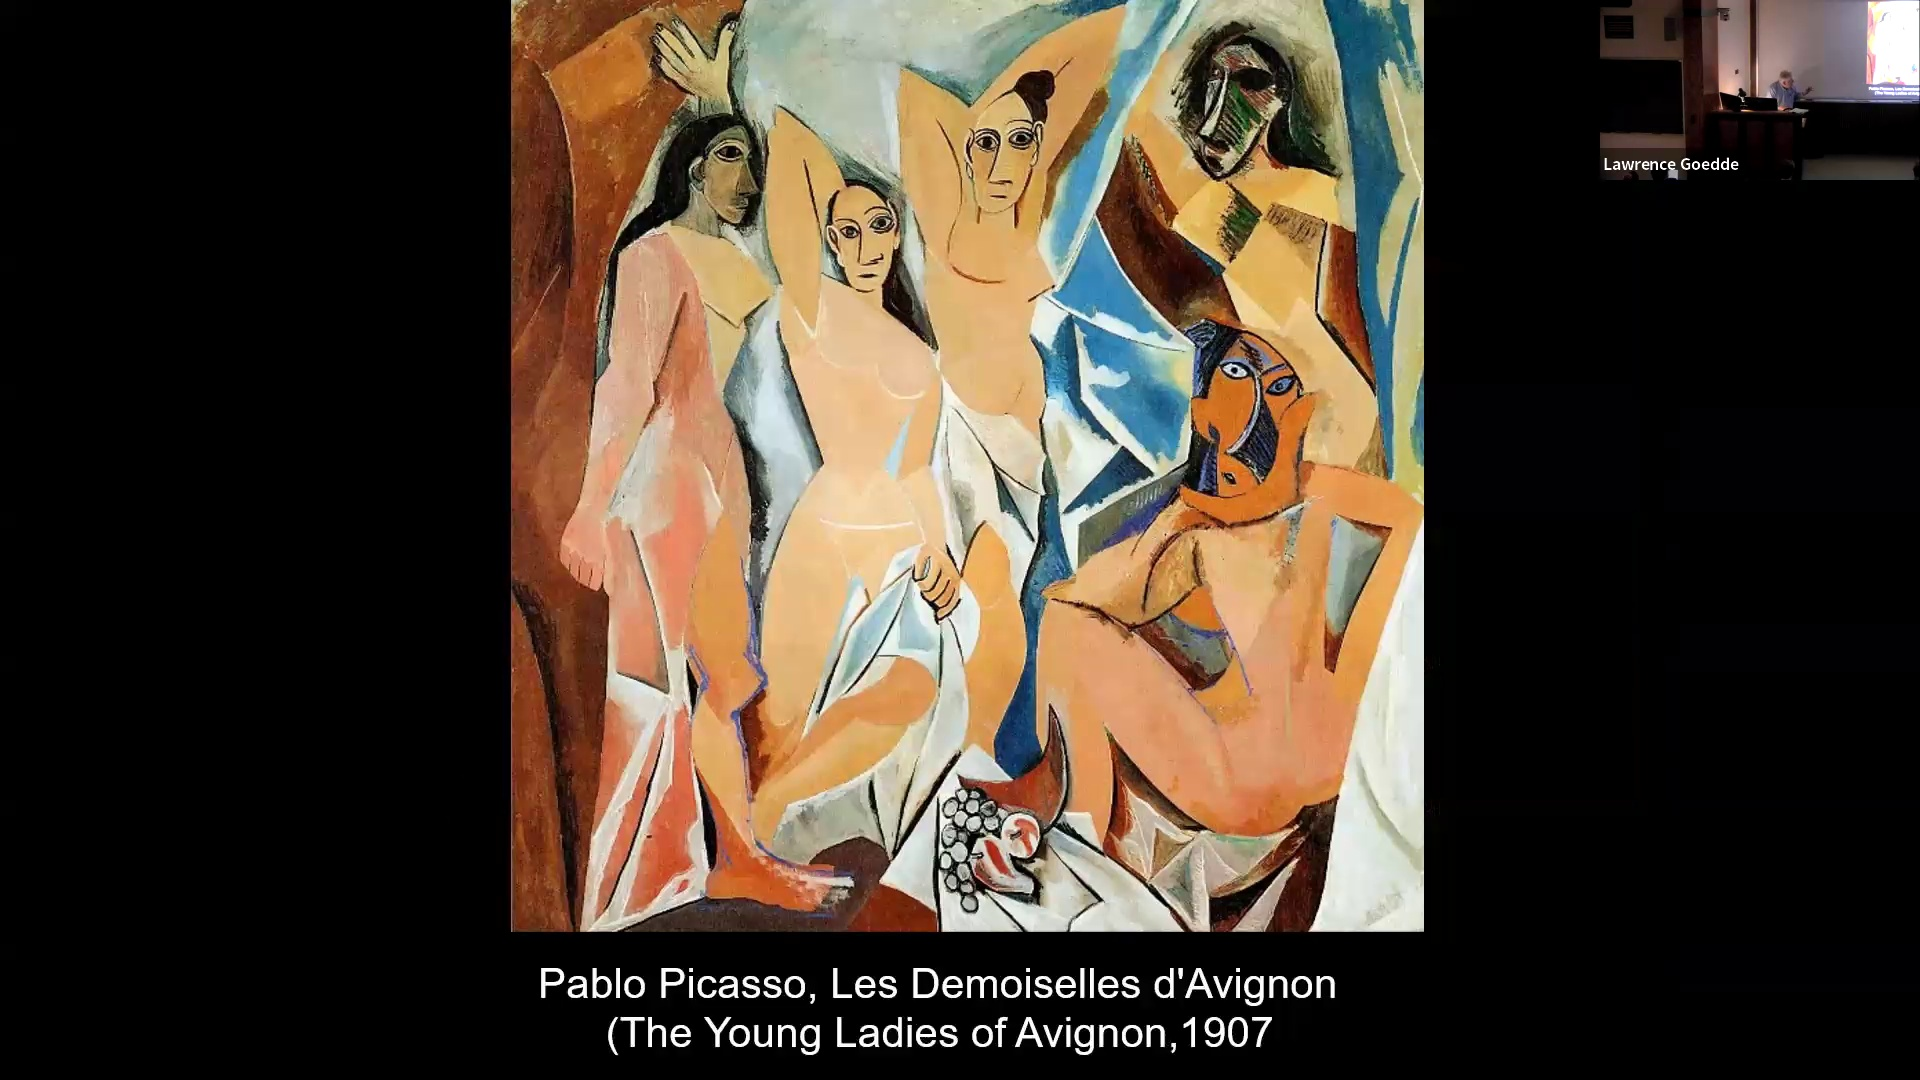 Lawrence Goedde
Pablo Picasso, Les Demoiselles d'Avignon
(The Young Ladies of Avignon,1907